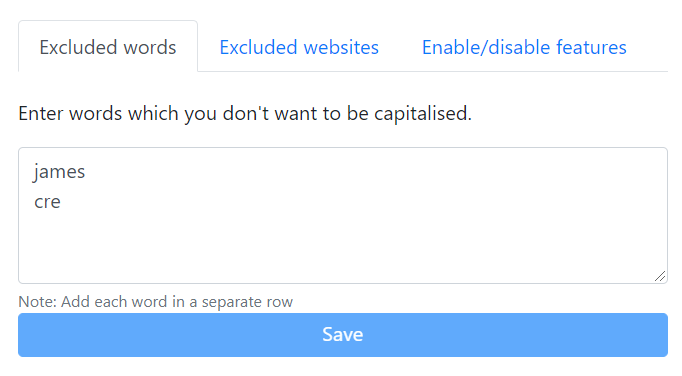 Excluded words Excluded websites Enable/disable features
Enter words which you don't want to be capitalised.
james
cre
Note: Add each word in a separate row
Save